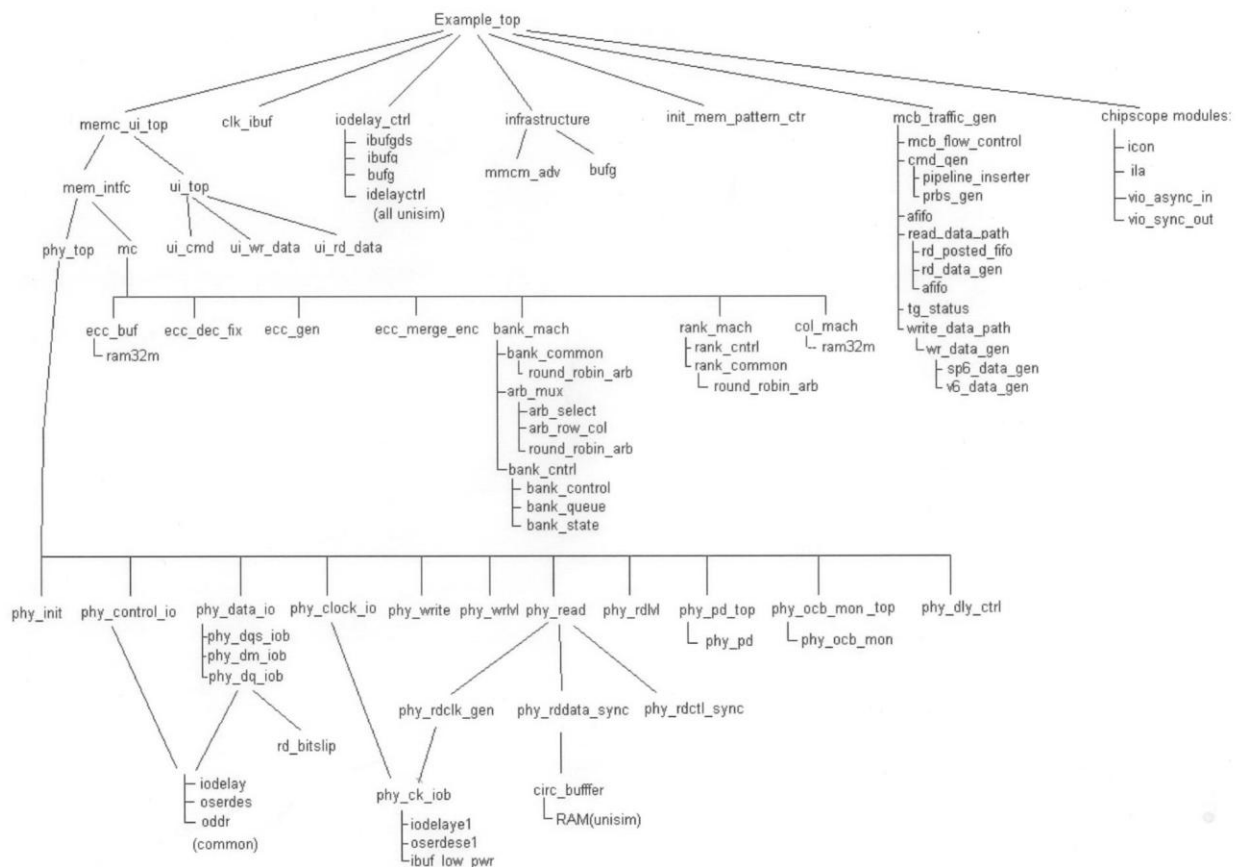 Example_top
memc_ui_top
clk_ibuf
iodelay_ctrl
infrastructure
init_mem_pattern_ctr
mcb_traffic_gen
chipscope modules:
ibufgds
ibufg
bufg
idelayctrl
(all unisim)
mmcm_adv
bufg
mcb_flow_control
cmd_gen
pipeline_inserter
prbs_gen
afifo
read_data_path
rd_posted_fifo
rd_data_gen
afifo
tg_status
write_data_path
wr_data_gen
sp6_data_gen
v6_data_gen
icon
ila
vio_async_in
vio_sync_out
mem_intfc
ui_top
phy_top
mc
ui_cmd
ui_wr_data
ui_rd_data
ecc_buf
ram32m
ecc_dec_fix
ecc_gen
ecc_merge_enc
bank_mach
bank_common
round_robin_arb
arb_mux
arb_select
arb_row_col
round_robin_arb
bank_cntrl
bank_control
bank_queue
bank_state
rank_mach
rank_cntrl
rank_common
round_robin_arb
col_mach
ram32m
phy_init
phy_control_io
phy_data_io
phy_dqs_iob
phy_dm_iob
phy_dq_iob
phy_clock_io
phy_write
phy_wrlvl
phy_read
phy_rdlvl
phy_pd_top
phy_pd
phy_ocb_mon _top
phy_ocb_mon
phy_dly_ctrl
rd_bitslip
phy_rdclk_gen
phy_rddata_sync
phy_rdctl_sync
iodelay
oserdes
oddr
(common)
phy_ck_iob
iodelaye1
oserdese1
ibuf_low_pwr
circ_bufffer
RAM(unisim)